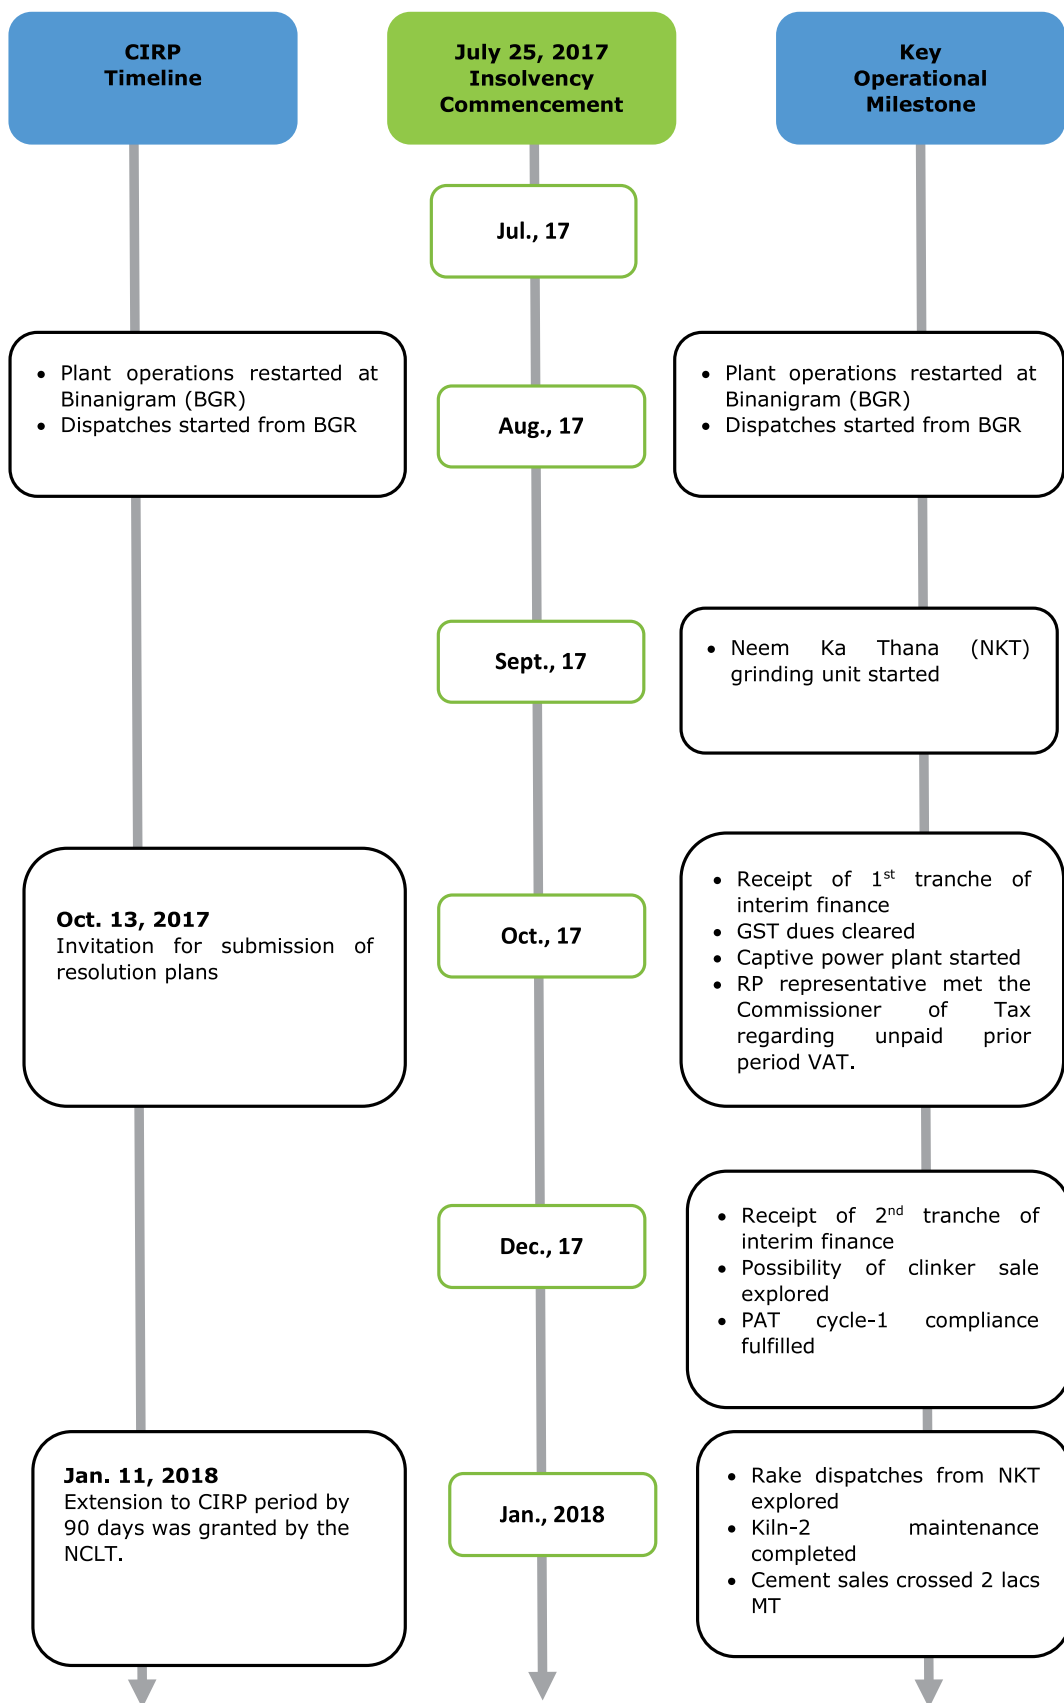 CIRP
Timeline
July 25, 2017
Insolvency
Commencement
Key
Operational
Milestone
Jul., 17
• Plant operations restarted at
Binanigram (BGR)
• Dispatches started from BGR
Aug., 17
• Plant operations restarted at
Binanigram (BGR)
• Dispatches started from BGR
Sept., 17
• Neem Ka Thana (NKT)
grinding unit started
Oct. 13, 2017
Invitation for submission of
resolution plans
Oct., 17
• Receipt of 1st tranche of
interim finance
• GST dues cleared
• Captive power plant started
• RP representative met the
Commissioner of Tax
regarding unpaid prior
period VAT.
Dec., 17
• Receipt of 2nd tranche of
interim finance
• Possibility of clinker sale
explored
• PAT cycle-1 compliance
fulfilled
Jan. 11, 2018
Extension to CIRP period by
90 days was granted by the
NCLT.
Jan., 2018
• Rake dispatches from NKT
explored
• Kiln-2 maintenance
completed
• Cement sales crossed 2 lacs
MT